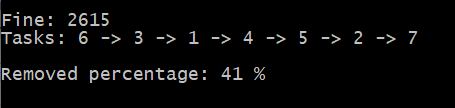 Fine: 2615
Tasks: 6 -> 3 -> 1 -> 4 -> 5 -> 2 -> 7
Removed percentage: 41 %